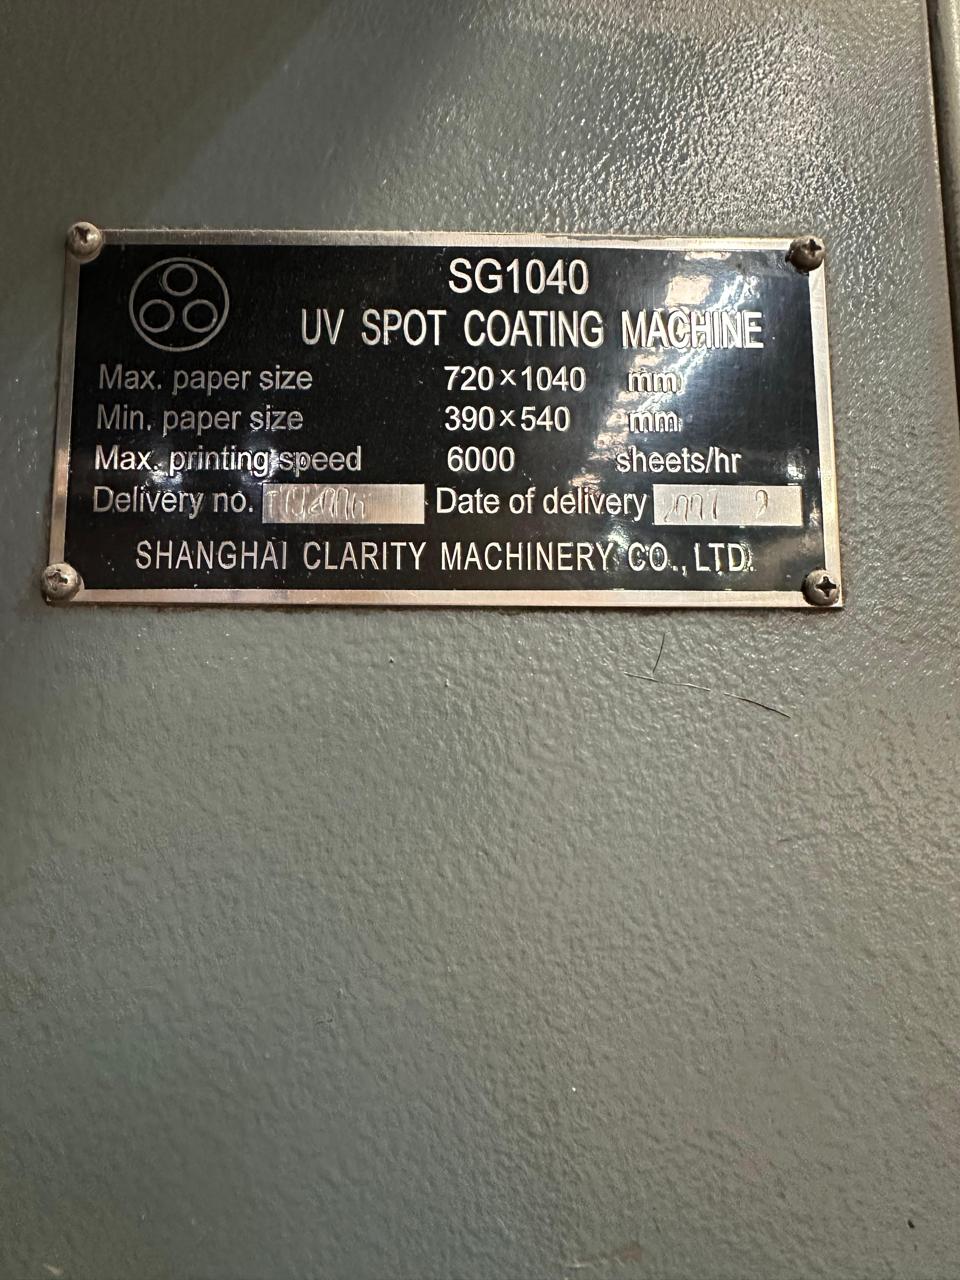 SG1040
UV SPOT COATING MACHINE
Max. paper size 720×1040 mm
Min. paper size 390×540 mm
Max. printing speed 6000 sheets/hr
Delivery no. Date of delivery
SHANGHAI CLARITY MACHINERY CO., LTD.